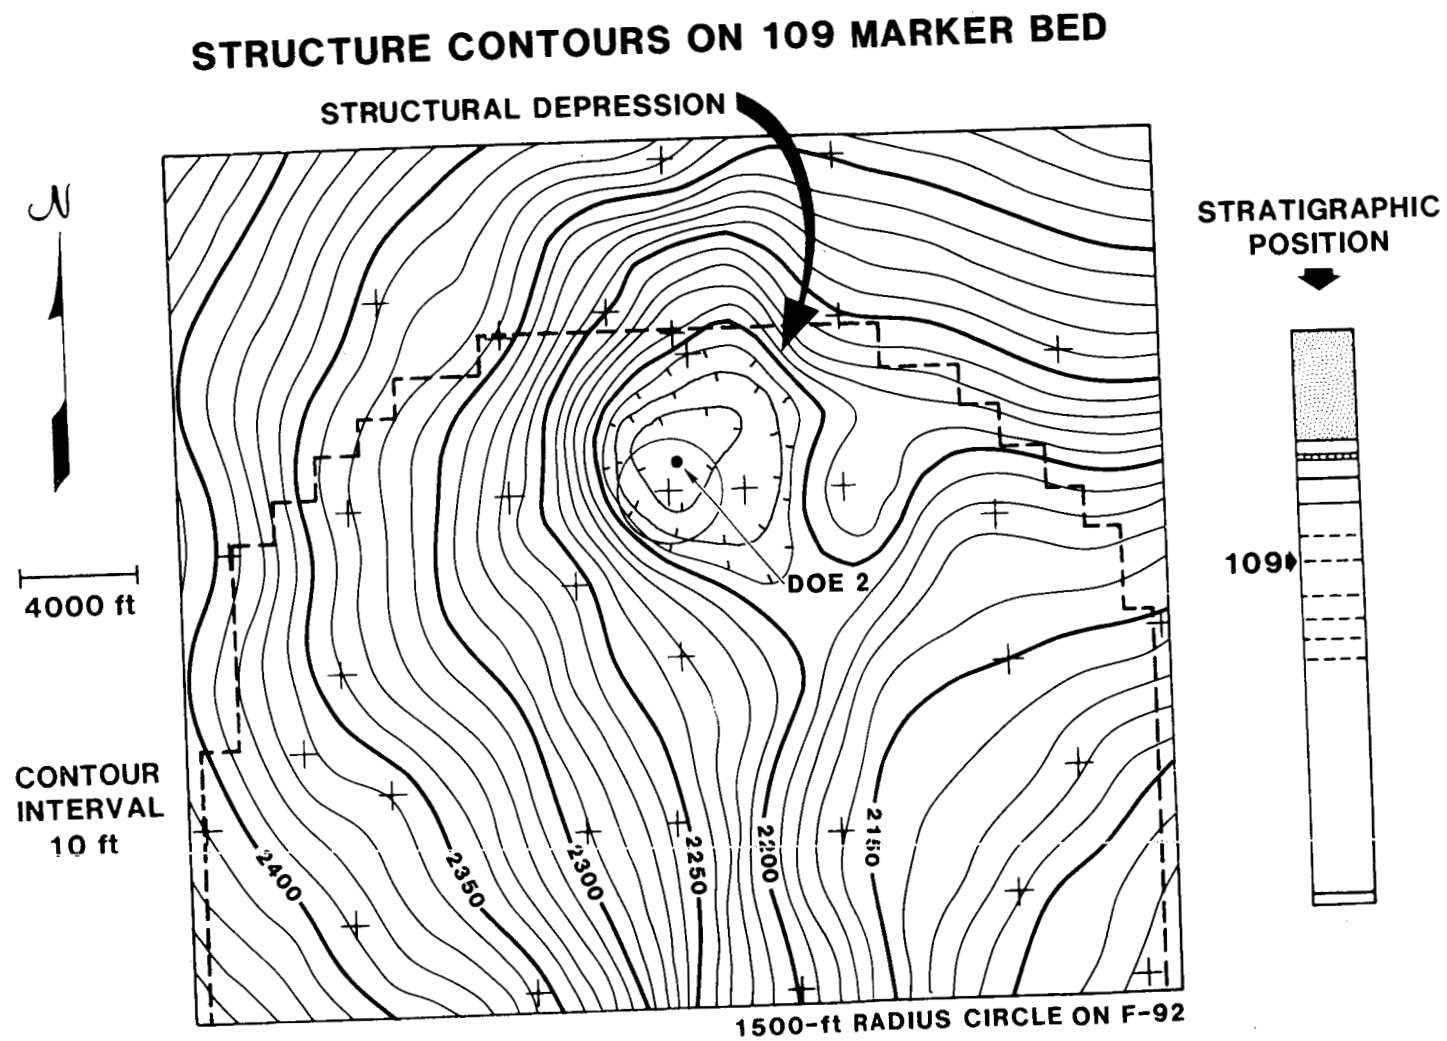 STRUCTURE CONTOURS ON 109 MARKER BED
STRUCTURAL DEPRESSION
N
STRATIGRAPHIC
POSITION
109
4000 ft
DOE 2
CONTOUR
INTERVAL
10 ft
2400
2350
2300
2250
2200
2150
1500-ft RADIUS CIRCLE ON F-92